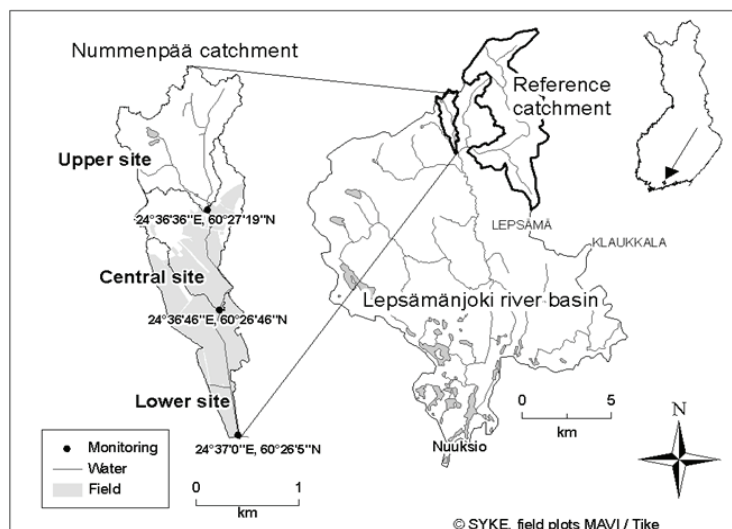 Nummenpää catchment
Reference
catchment
Upper site
24°36'36"E, 60°27'19"N
LEPSÄMÄ
KLAUKKALA
Central site
24°36'46"E, 60°26'46"N
Lepsämänjoki river basin
Lower site
24°37'0"E, 60°26'5"N
Nuuksio
0 5
km
N
Monitoring
Water
Field
0 1
km
© SYKE, field plots MAVI / Tike